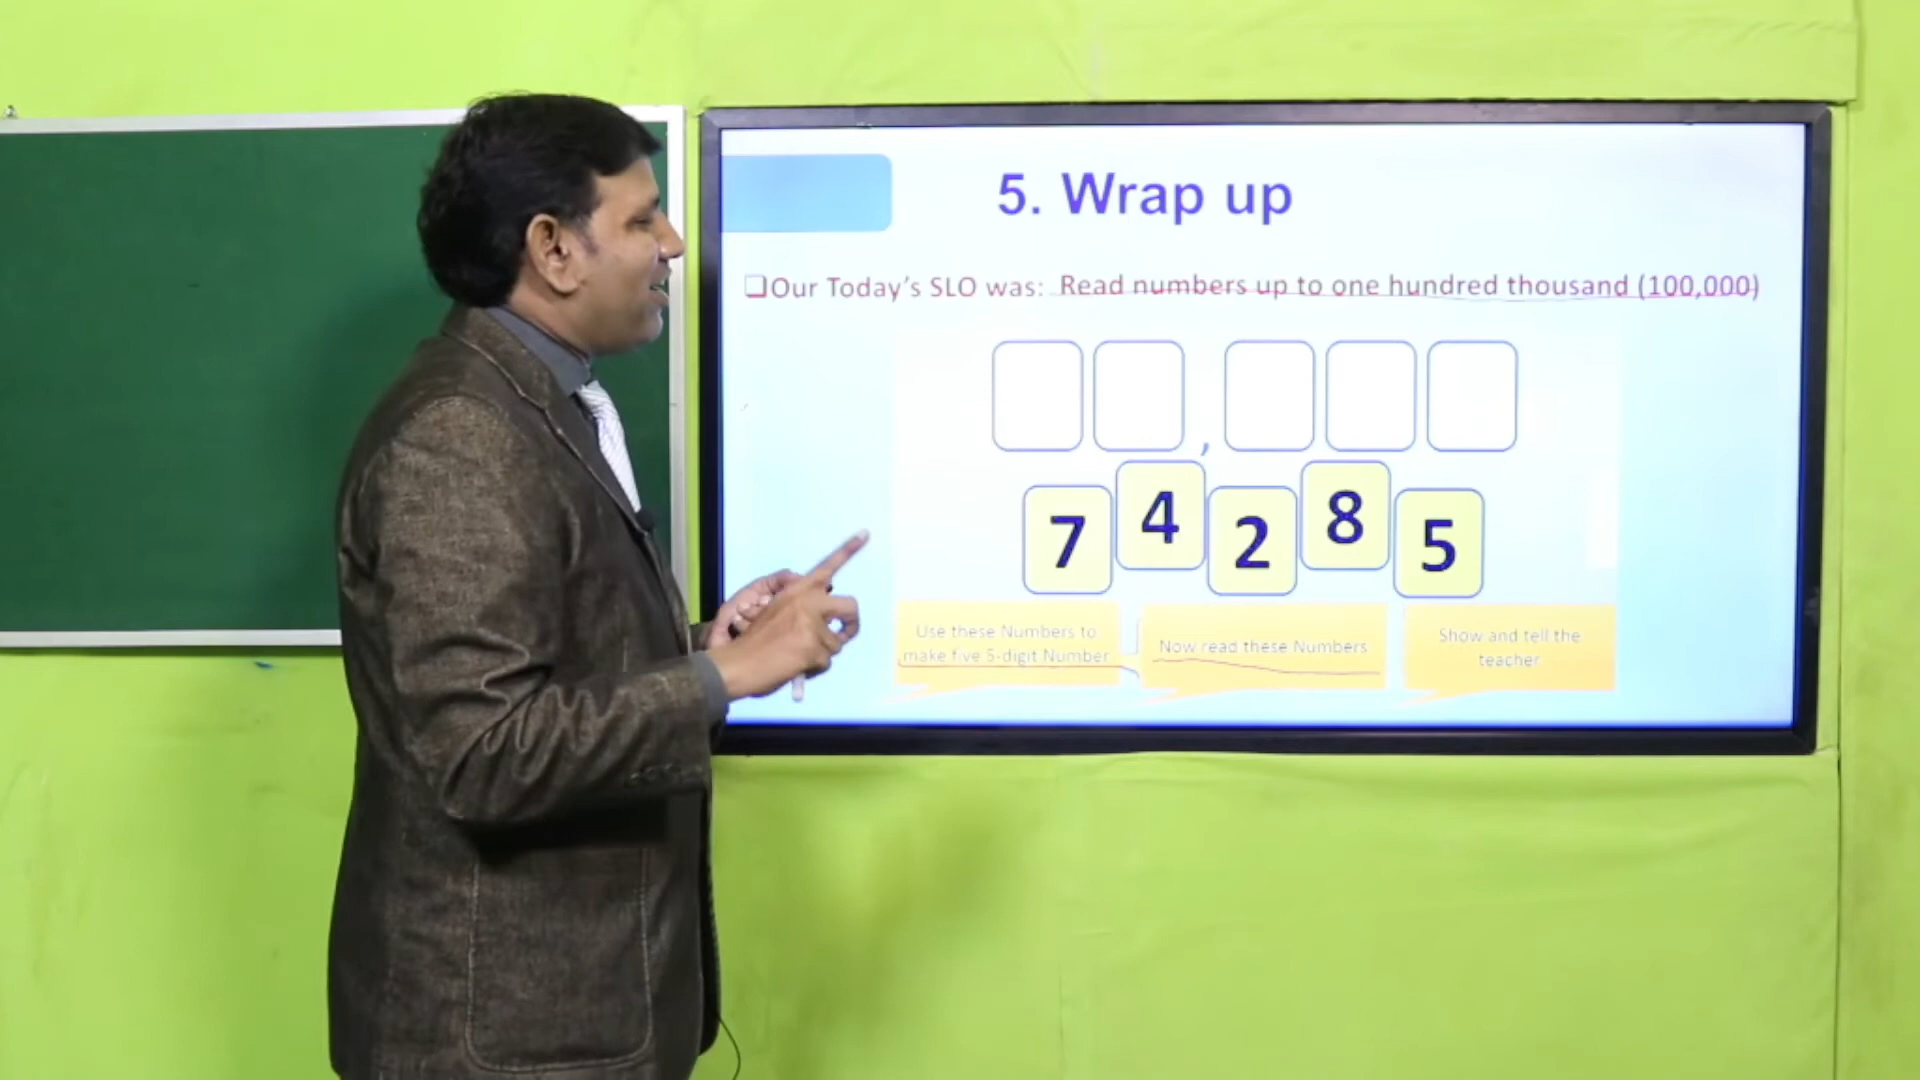 5. Wrap up
❑Our Today's SLO was: Read numbers up to one hundred thousand (100,000)
,
7 4 2 8 5
Use these Numbers to
make five 5-digit Number
Now read these Numbers
Show and tell the
teacher